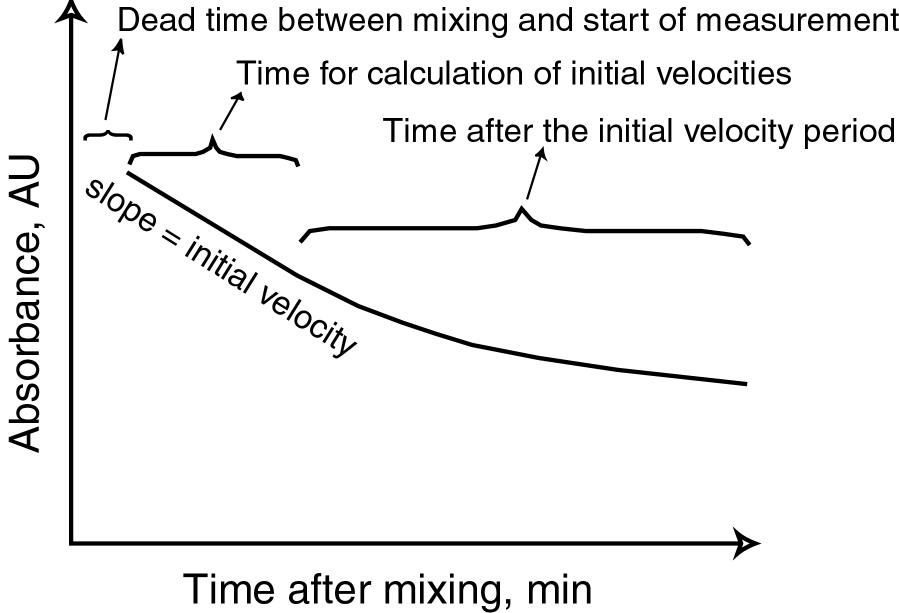 Dead time between mixing and start of measurement
Time for calculation of initial velocities
Time after the initial velocity period
slope = initial velocity
Absorbance, AU
Time after mixing, min